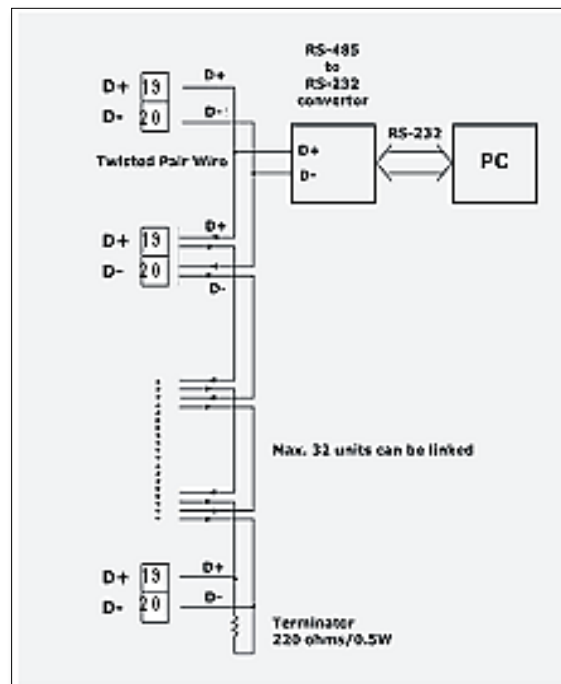 RS-485
to
RS-232
convertor
D+ 19 D+
D- 20 D-
D+
D-
RS-232
PC
Twisted Pair Wire
D+ 19 D+
D- 20
D-
Max. 32 units can be linked
D+ 19 D+
D- 20 D-
Terminator
220 ohms/0.5W